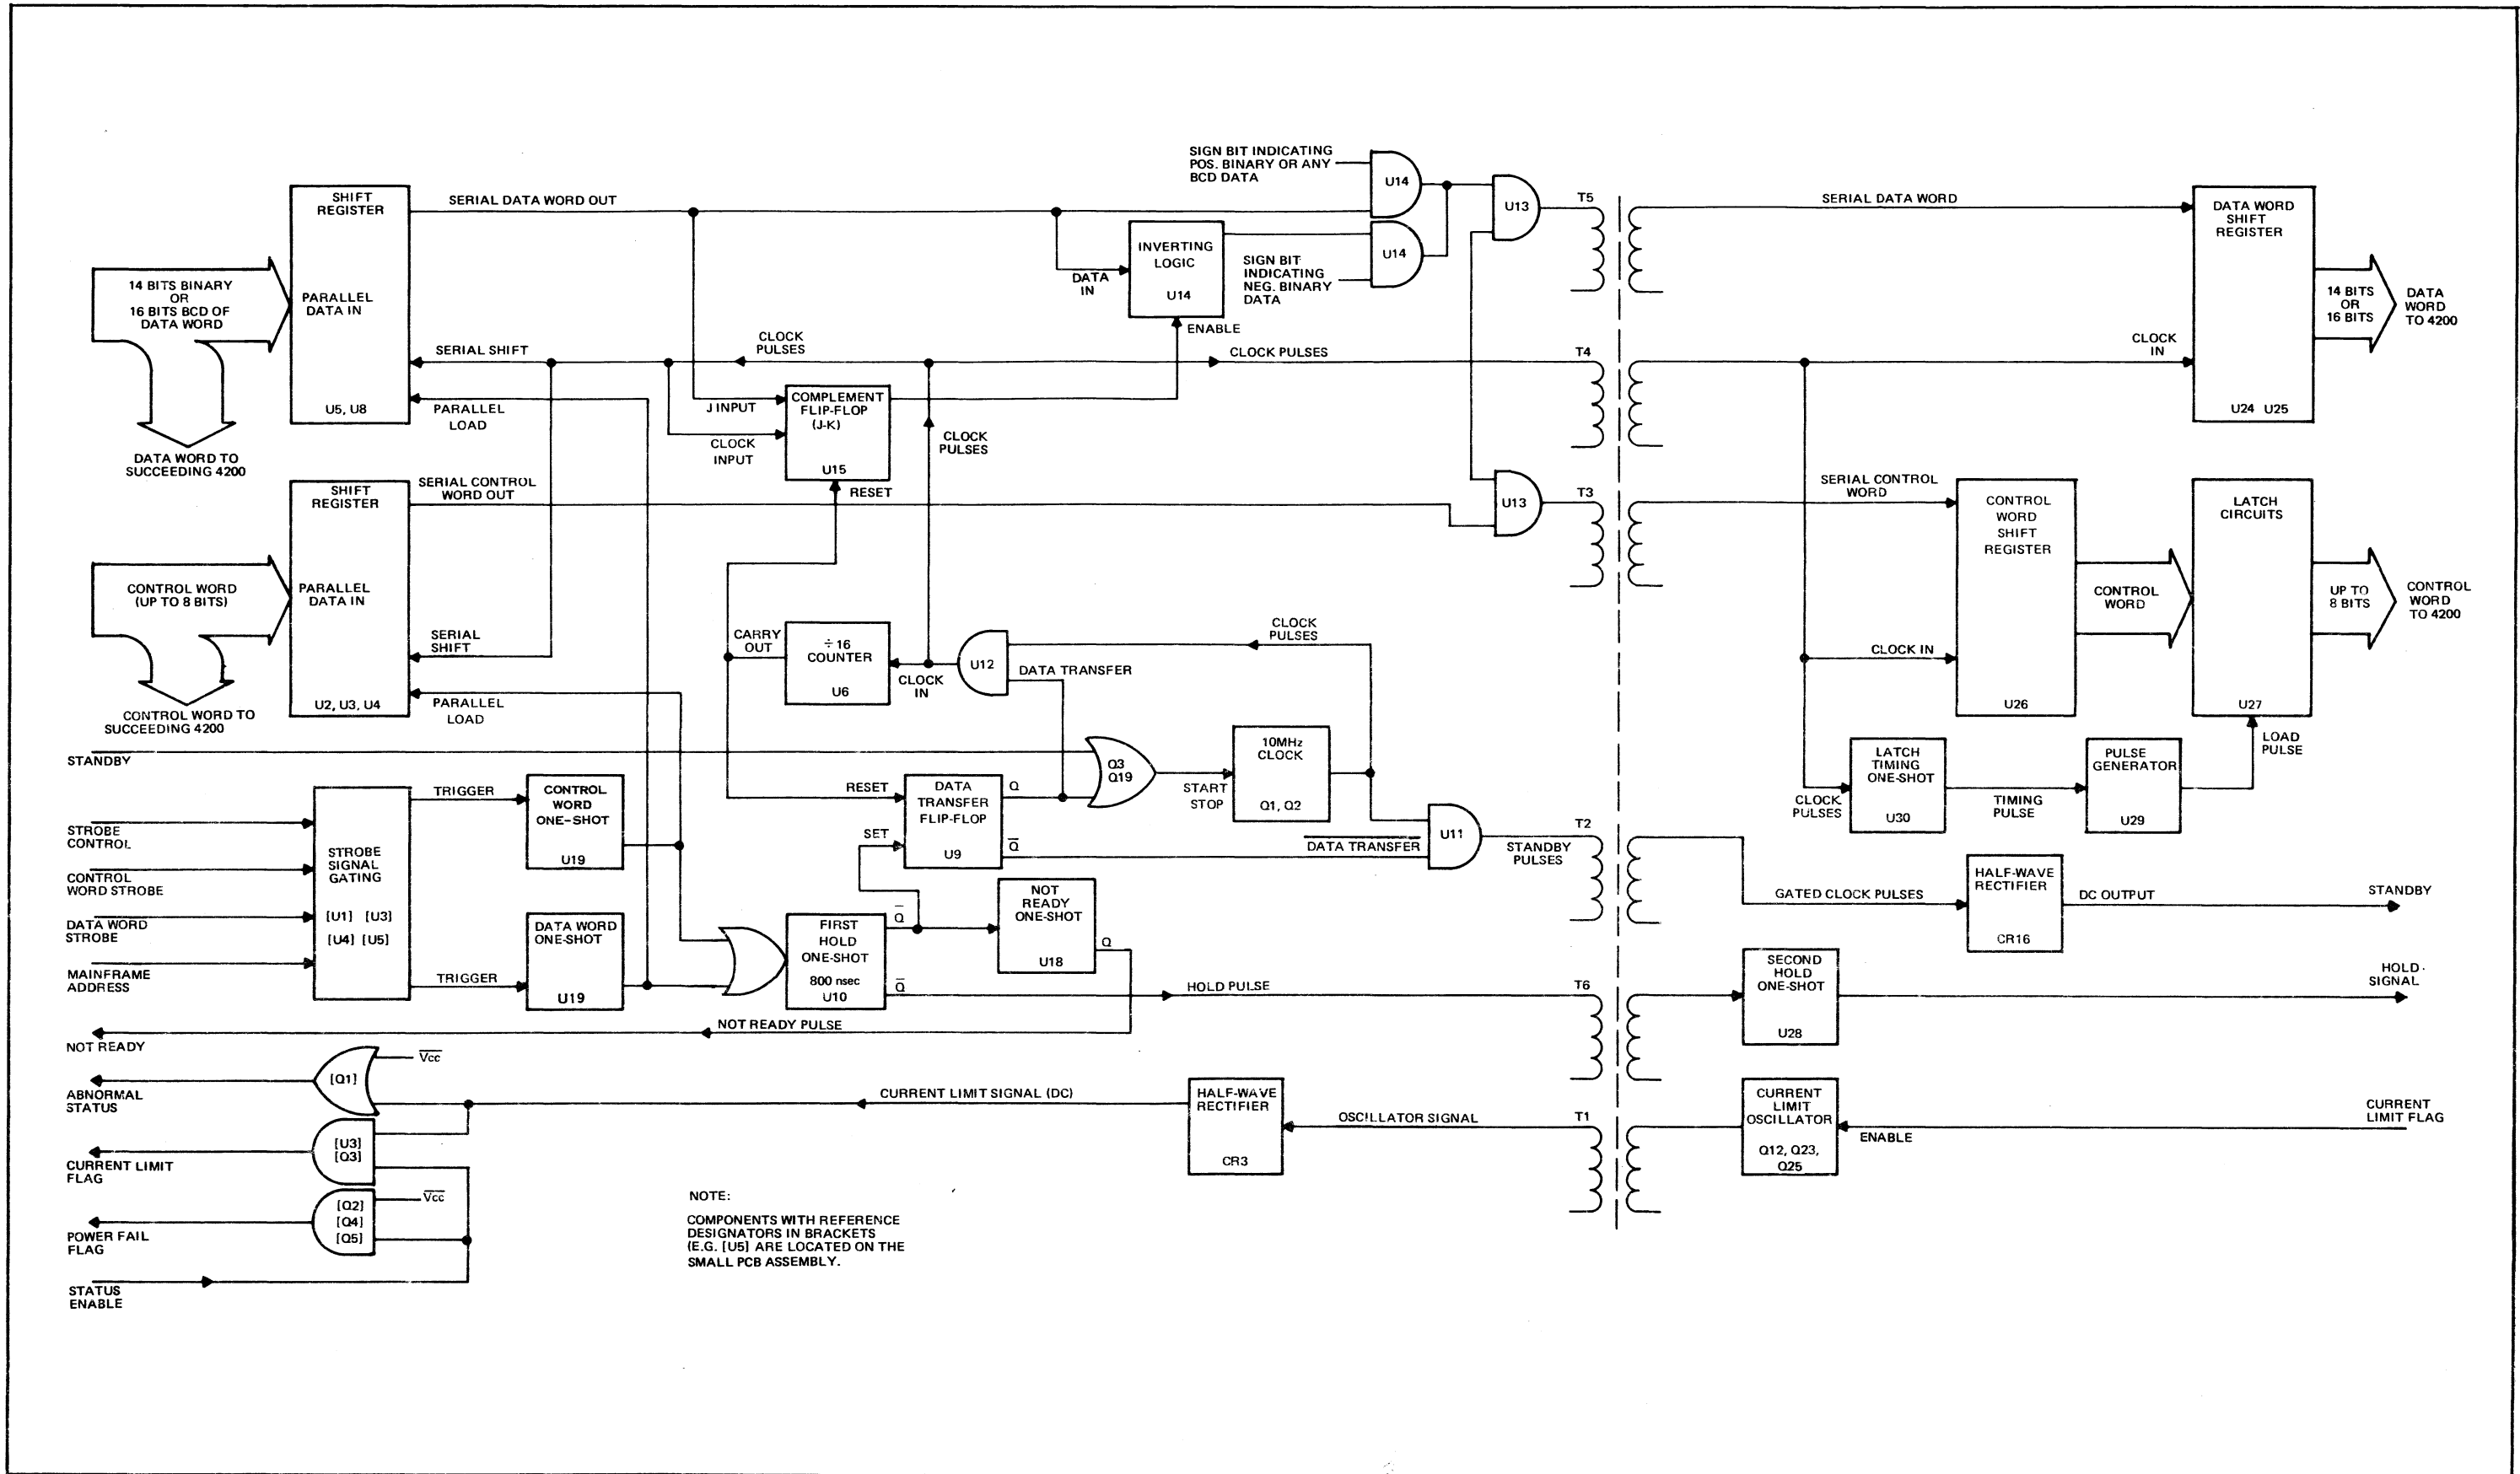 SIGN BIT INDICATING
POS. BINARY OR ANY
BCD DATA
U14
U13
T5
SERIAL DATA WORD
DATA WORD
SHIFT
REGISTER
U24 U25
14 BITS
OR
16 BITS
DATA
WORD
TO 4200
SHIFT
REGISTER
PARALLEL
DATA IN
U5, U8
SERIAL DATA WORD OUT
14 BITS BINARY
OR
16 BITS BCD OF
DATA WORD
DATA WORD TO
SUCCEEDING 4200
INVERTING
LOGIC
U14
DATA
IN
ENABLE
SIGN BIT
INDICATING
NEG. BINARY
DATA
U14
SERIAL SHIFT
CLOCK
PULSES
CLOCK PULSES
T4
CLOCK
IN
PARALLEL
LOAD
J INPUT
CLOCK
INPUT
COMPLEMENT
FLIP-FLOP
(J-K)
U15
RESET
CLOCK
PULSES
SHIFT
REGISTER
PARALLEL
DATA IN
U2, U3, U4
SERIAL CONTROL
WORD OUT
U13
T3
SERIAL CONTROL
WORD
CONTROL
WORD
SHIFT
REGISTER
U26
CONTROL
WORD
LATCH
CIRCUITS
U27
UP TO
8 BITS
CONTROL
WORD
TO 4200
CONTROL WORD
(UP TO 8 BITS)
CONTROL WORD TO
SUCCEEDING 4200
SERIAL
SHIFT
PARALLEL
LOAD
CARRY
OUT
÷ 16
COUNTER
U6
CLOCK
IN
U12
CLOCK
PULSES
DATA TRANSFER
CLOCK IN
STANDBY
Q3
Q19
START
STOP
10MHz
CLOCK
Q1, Q2
CLOCK
PULSES
LATCH
TIMING
ONE-SHOT
U30
TIMING
PULSE
PULSE
GENERATOR
U29
LOAD
PULSE
STROBE
CONTROL
CONTROL
WORD STROBE
DATA WORD
STROBE
MAINFRAME
ADDRESS
STROBE
SIGNAL
GATING
[U1] [U3]
[U4] [U5]
TRIGGER
CONTROL
WORD
ONE-SHOT
U19
TRIGGER
DATA WORD
ONE-SHOT
U19
RESET
SET
DATA
TRANSFER
FLIP-FLOP
U9
Q
Q̅
D̅A̅T̅A̅ T̅R̅A̅N̅S̅F̅E̅R̅
U11
STANDBY
PULSES
T2
GATED CLOCK PULSES
HALF-WAVE
RECTIFIER
CR16
DC OUTPUT
STANDBY
FIRST
HOLD
ONE-SHOT
800 nsec
U10
Q̅
Q̅
NOT
READY
ONE-SHOT
U18
Q
HOLD PULSE
T6
SECOND
HOLD
ONE-SHOT
U28
HOLD
SIGNAL
NOT READY PULSE
NOT READY
[Q1]
V̅c̅c̅
ABNORMAL
STATUS
CURRENT LIMIT SIGNAL (DC)
HALF-WAVE
RECTIFIER
CR3
OSCILLATOR SIGNAL
T1
CURRENT
LIMIT
OSCILLATOR
Q12, Q23,
Q25
ENABLE
CURRENT
LIMIT FLAG
[U3]
[Q3]
CURRENT LIMIT
FLAG
[Q2]
[Q4]
[Q5]
V̅c̅c̅
POWER FAIL
FLAG
STATUS
ENABLE
NOTE:
COMPONENTS WITH REFERENCE
DESIGNATORS IN BRACKETS
(E.G. [U5] ARE LOCATED ON THE
SMALL PCB ASSEMBLY.